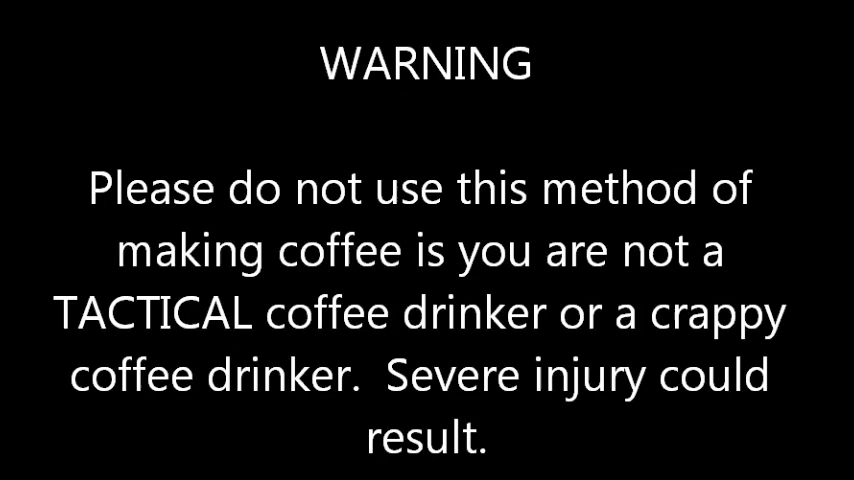 WARNING
Please do not use this method of
making coffee is you are not a
TACTICAL coffee drinker or a crappy
coffee drinker.  Severe injury could
result.